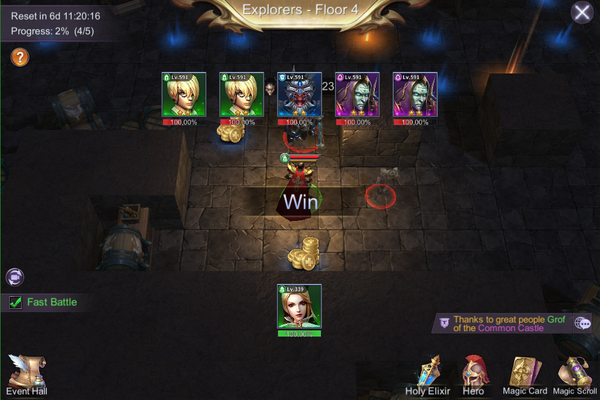 Explorers - Floor 4
Reset in 6d 11:20:16
Progress: 2% (4/5)
?
Lv.591
Lv.591
Lv.591
Lv.591
Lv.591
23
100.00%
100.00%
100.00%
100.00%
100.00%
Win
Lv.339
100.00%
Fast Battle
Thanks to great people Grof
of the Common Castle
Event Hall
Holy Elixir
Hero
Magic Card
Magic Scroll